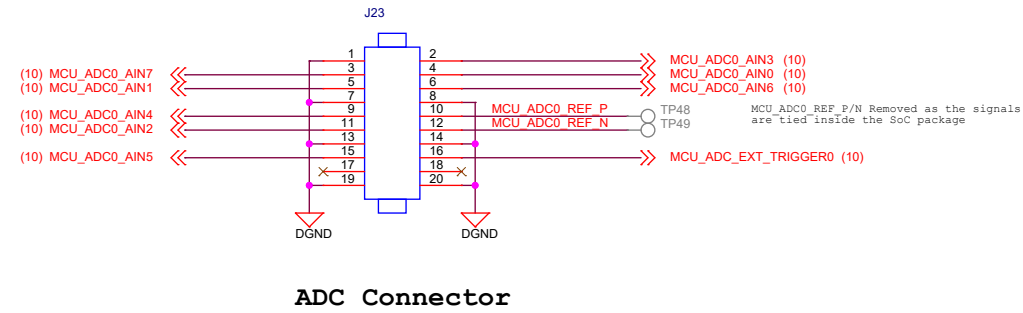 J23
1 2
MCU_ADC0_AIN3 (10)
(10) MCU_ADC0_AIN7 3 4 MCU_ADC0_AIN0 (10)
(10) MCU_ADC0_AIN1 5 6 MCU_ADC0_AIN6 (10)
7 8
(10) MCU_ADC0_AIN4 9 10 MCU_ADC0_REF_P TP48 MCU_ADC0_REF_P/N Removed as the signals
(10) MCU_ADC0_AIN2 11 12 MCU_ADC0_REF_N TP49 are tied inside the SoC package
13 14
(10) MCU_ADC0_AIN5 15 16 MCU_ADC_EXT_TRIGGER0 (10)
17 18
19 20
DGND DGND
ADC Connector